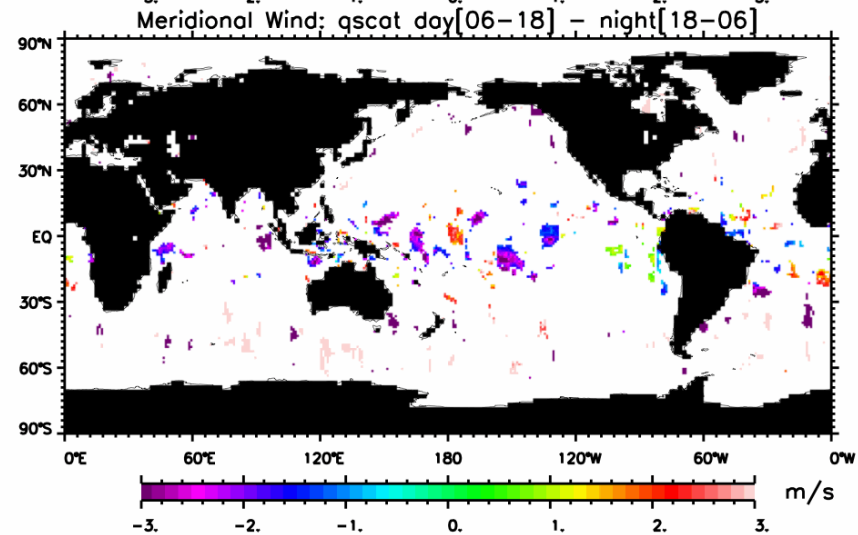 Meridional Wind: qscat day[06-18] - night[18-06]
90°N
60°N
30°N
EQ
30°S
60°S
90°S
0°E 60°E 120°E 180 120°W 60°W 0°W
m/s
-3. -2. -1. 0. 1. 2. 3.